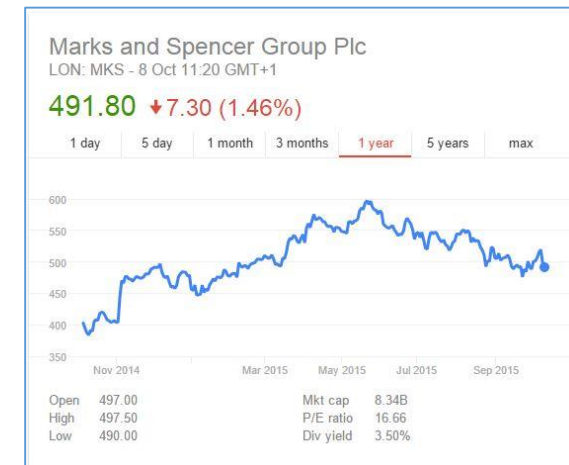 Marks and Spencer Group Plc
LON: MKS - 8 Oct 11:20 GMT+1
491.80 7.30 (1.46%)
1 day 5 day 1 month 3 months 1 year 5 years max
600
550
500
450
400
350
Nov 2014 Mar 2015 May 2015 Jul 2015 Sep 2015
Open 497.00 Mkt cap 8.34B
High 497.50 P/E ratio 16.66
Low 490.00 Div yield 3.50%